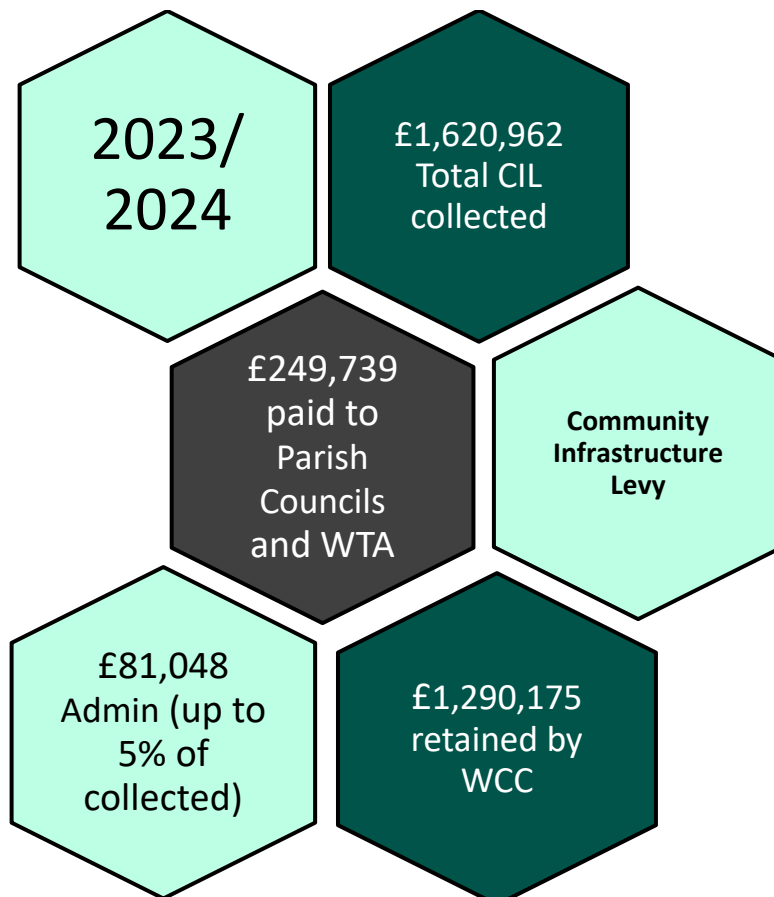 2023/
2024
£1,620,962
Total CIL
collected
£249,739
paid to
Parish
Councils
and WTA
Community
Infrastructure
Levy
£81,048
Admin (up to
5% of
collected)
£1,290,175
retained by
WCC